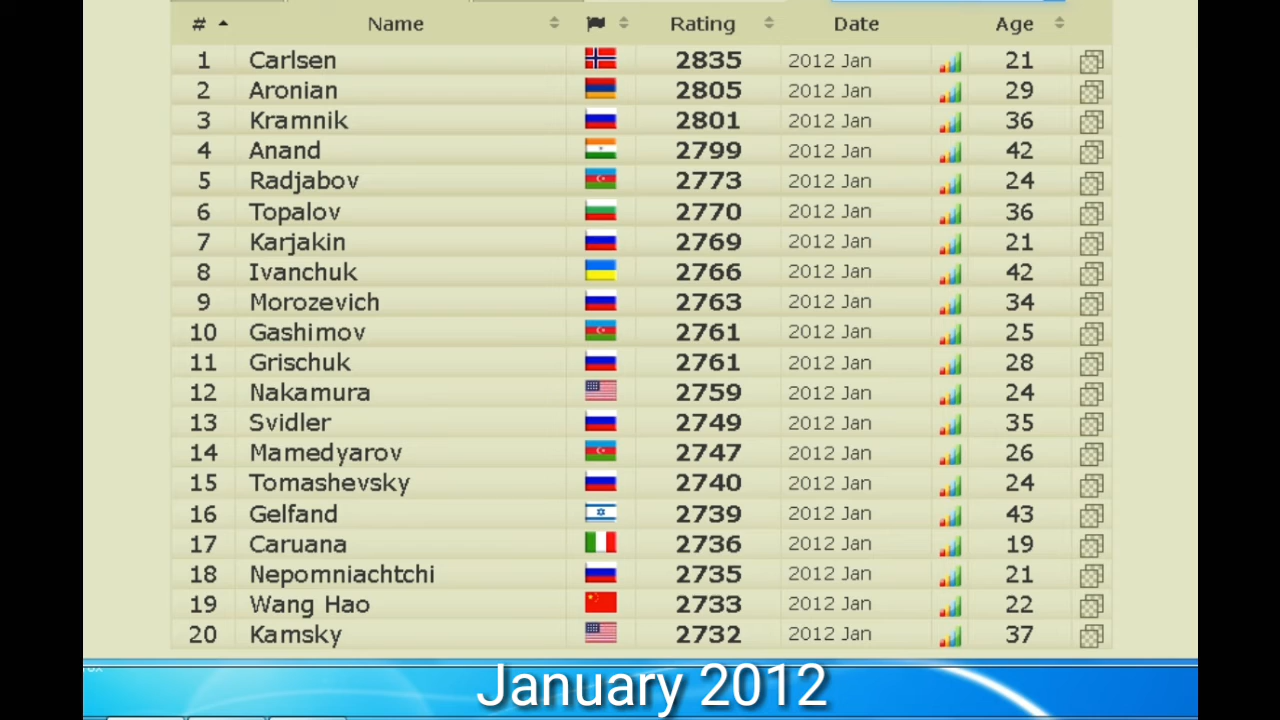 # Name Rating Date Age
1 Carlsen 2835 2012 Jan 21
2 Aronian 2805 2012 Jan 29
3 Kramnik 2801 2012 Jan 36
4 Anand 2799 2012 Jan 42
5 Radjabov 2773 2012 Jan 24
6 Topalov 2770 2012 Jan 36
7 Karjakin 2769 2012 Jan 21
8 Ivanchuk 2766 2012 Jan 42
9 Morozevich 2763 2012 Jan 34
10 Gashimov 2761 2012 Jan 25
11 Grischuk 2761 2012 Jan 28
12 Nakamura 2759 2012 Jan 24
13 Svidler 2749 2012 Jan 35
14 Mamedyarov 2747 2012 Jan 26
15 Tomashevsky 2740 2012 Jan 24
16 Gelfand 2739 2012 Jan 43
17 Caruana 2736 2012 Jan 19
18 Nepomniachtchi 2735 2012 Jan 21
19 Wang Hao 2733 2012 Jan 22
20 Kamsky 2732 2012 Jan 37
January 2012